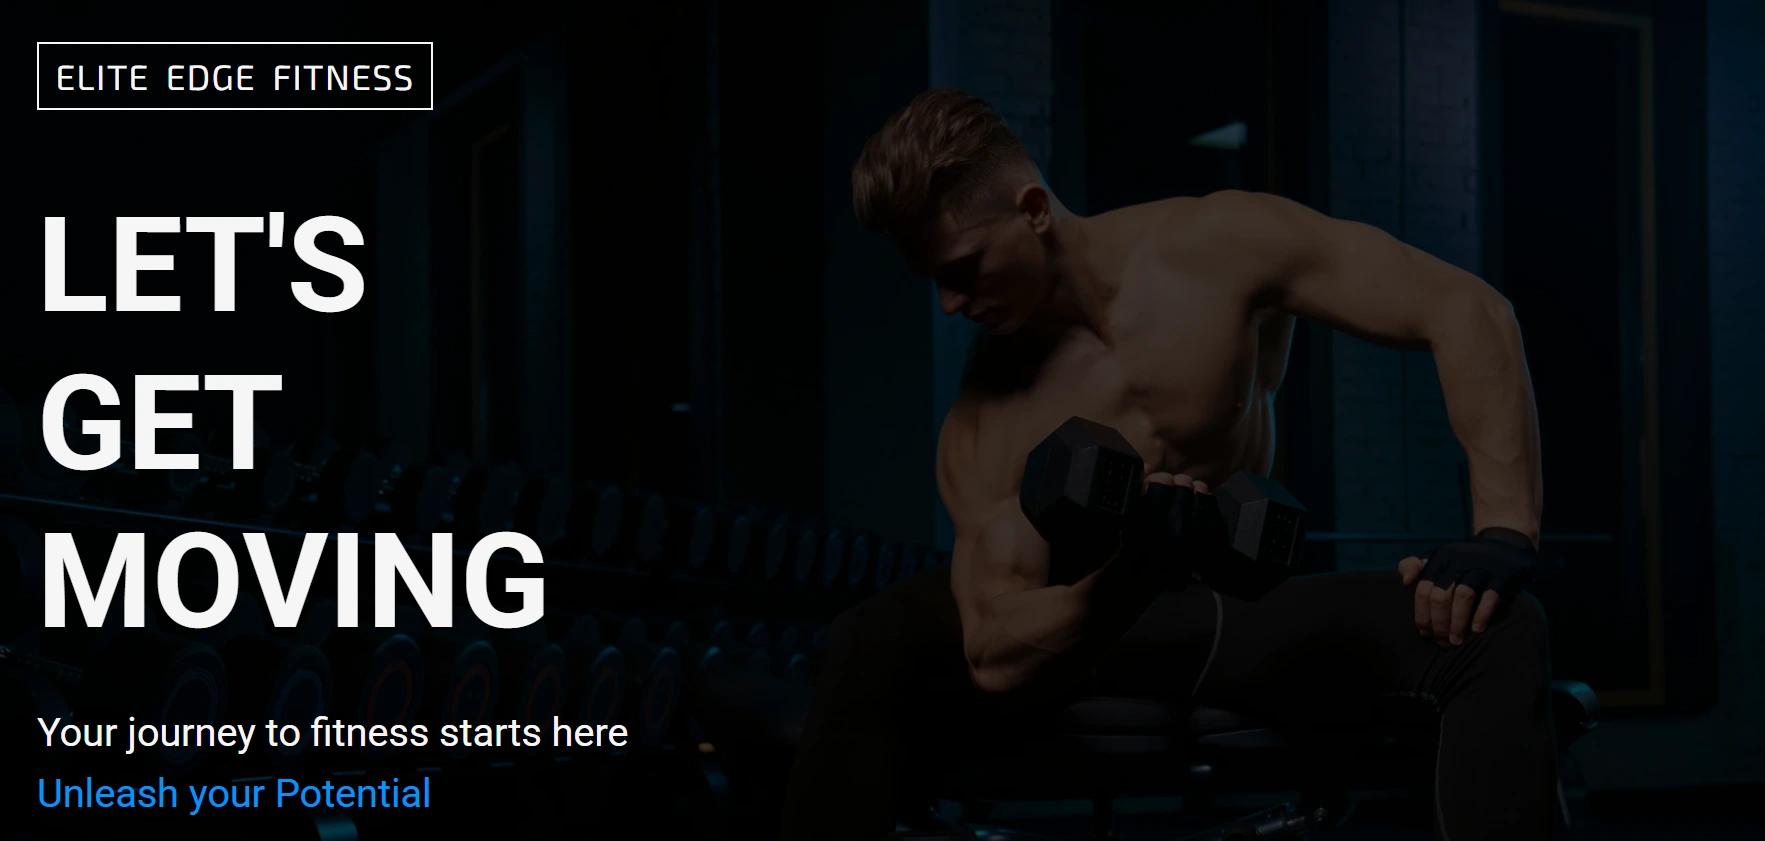 ELITE EDGE FITNESS
LET'S
GET
MOVING
Your journey to fitness starts here
Unleash your Potential